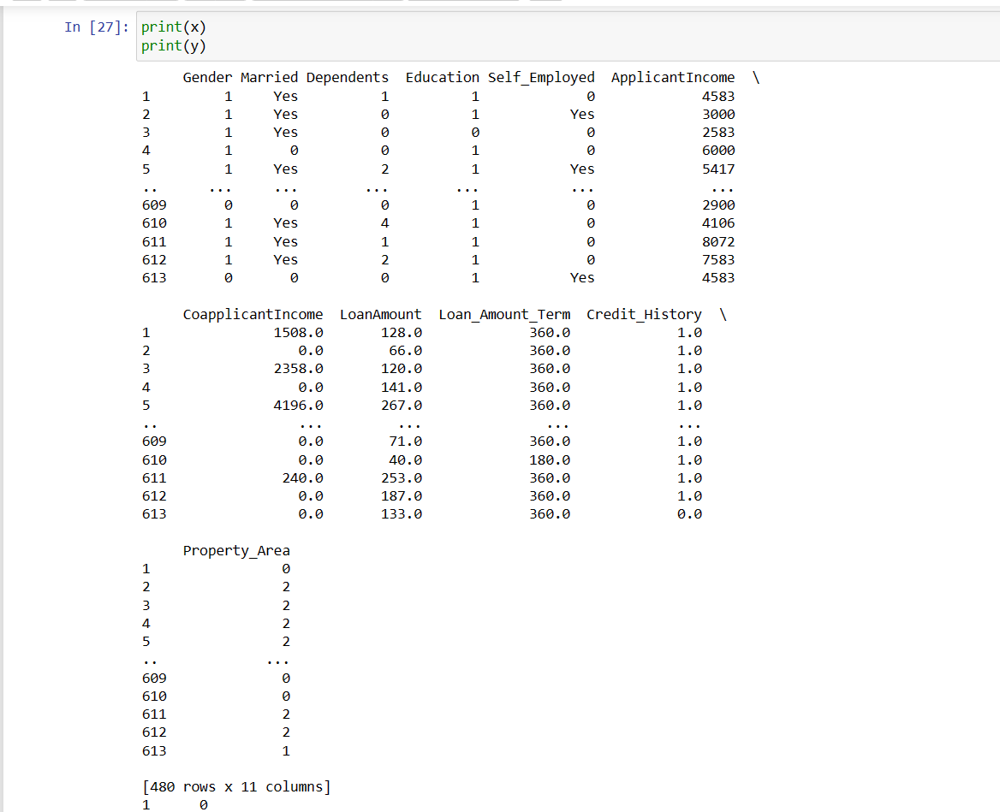 In [27]: print(x)
print(y)
Gender Married Dependents Education Self_Employed ApplicantIncome \
1 1 Yes 1 1 0 4583
2 1 Yes 0 1 Yes 3000
3 1 Yes 0 0 0 2583
4 1 0 0 1 0 6000
5 1 Yes 2 1 Yes 5417
.. ... ... ... ... ... ...
609 0 0 0 1 0 2900
610 1 Yes 4 1 0 4106
611 1 Yes 1 1 0 8072
612 1 Yes 2 1 0 7583
613 0 0 0 1 Yes 4583
CoapplicantIncome LoanAmount Loan_Amount_Term Credit_History \
1 1508.0 128.0 360.0 1.0
2 0.0 66.0 360.0 1.0
3 2358.0 120.0 360.0 1.0
4 0.0 141.0 360.0 1.0
5 4196.0 267.0 360.0 1.0
.. ... ... ... ...
609 0.0 71.0 360.0 1.0
610 0.0 40.0 180.0 1.0
611 240.0 253.0 360.0 1.0
612 0.0 187.0 360.0 1.0
613 0.0 133.0 360.0 0.0
Property_Area
1 0
2 2
3 2
4 2
5 2
.. ...
609 0
610 0
611 2
612 2
613 1
[480 rows x 11 columns]
1 0